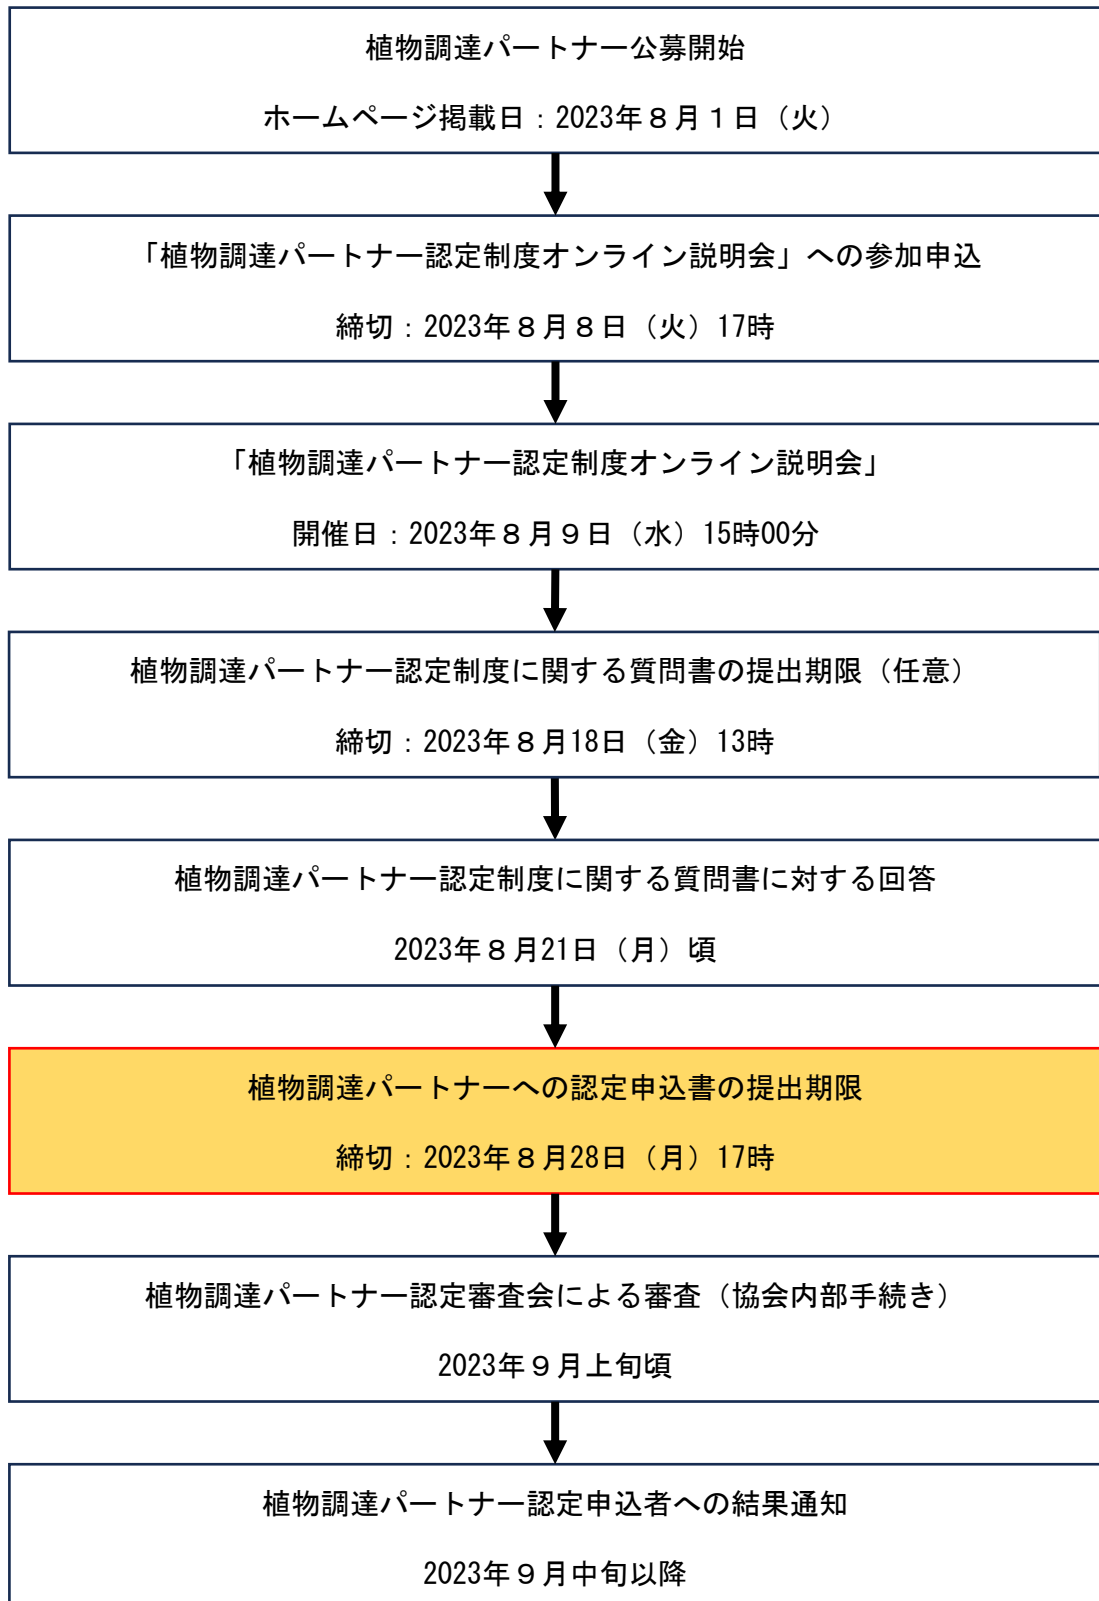 植物調達パートナー公募開始
ホームページ掲載日：2023年８月１日（火）
「植物調達パートナー認定制度オンライン説明会」への参加申込
締切：2023年８月８日（火）17時
「植物調達パートナー認定制度オンライン説明会」
開催日：2023年８月９日（水）15時00分
植物調達パートナー認定制度に関する質問書の提出期限（任意）
締切：2023年８月18日（金）13時
植物調達パートナー認定制度に関する質問書に対する回答
2023年８月21日（月）頃
植物調達パートナーへの認定申込書の提出期限
締切：2023年８月28日（月）17時
植物調達パートナー認定審査会による審査（協会内部手続き）
2023年９月上旬頃
植物調達パートナー認定申込者への結果通知
2023年９月中旬以降